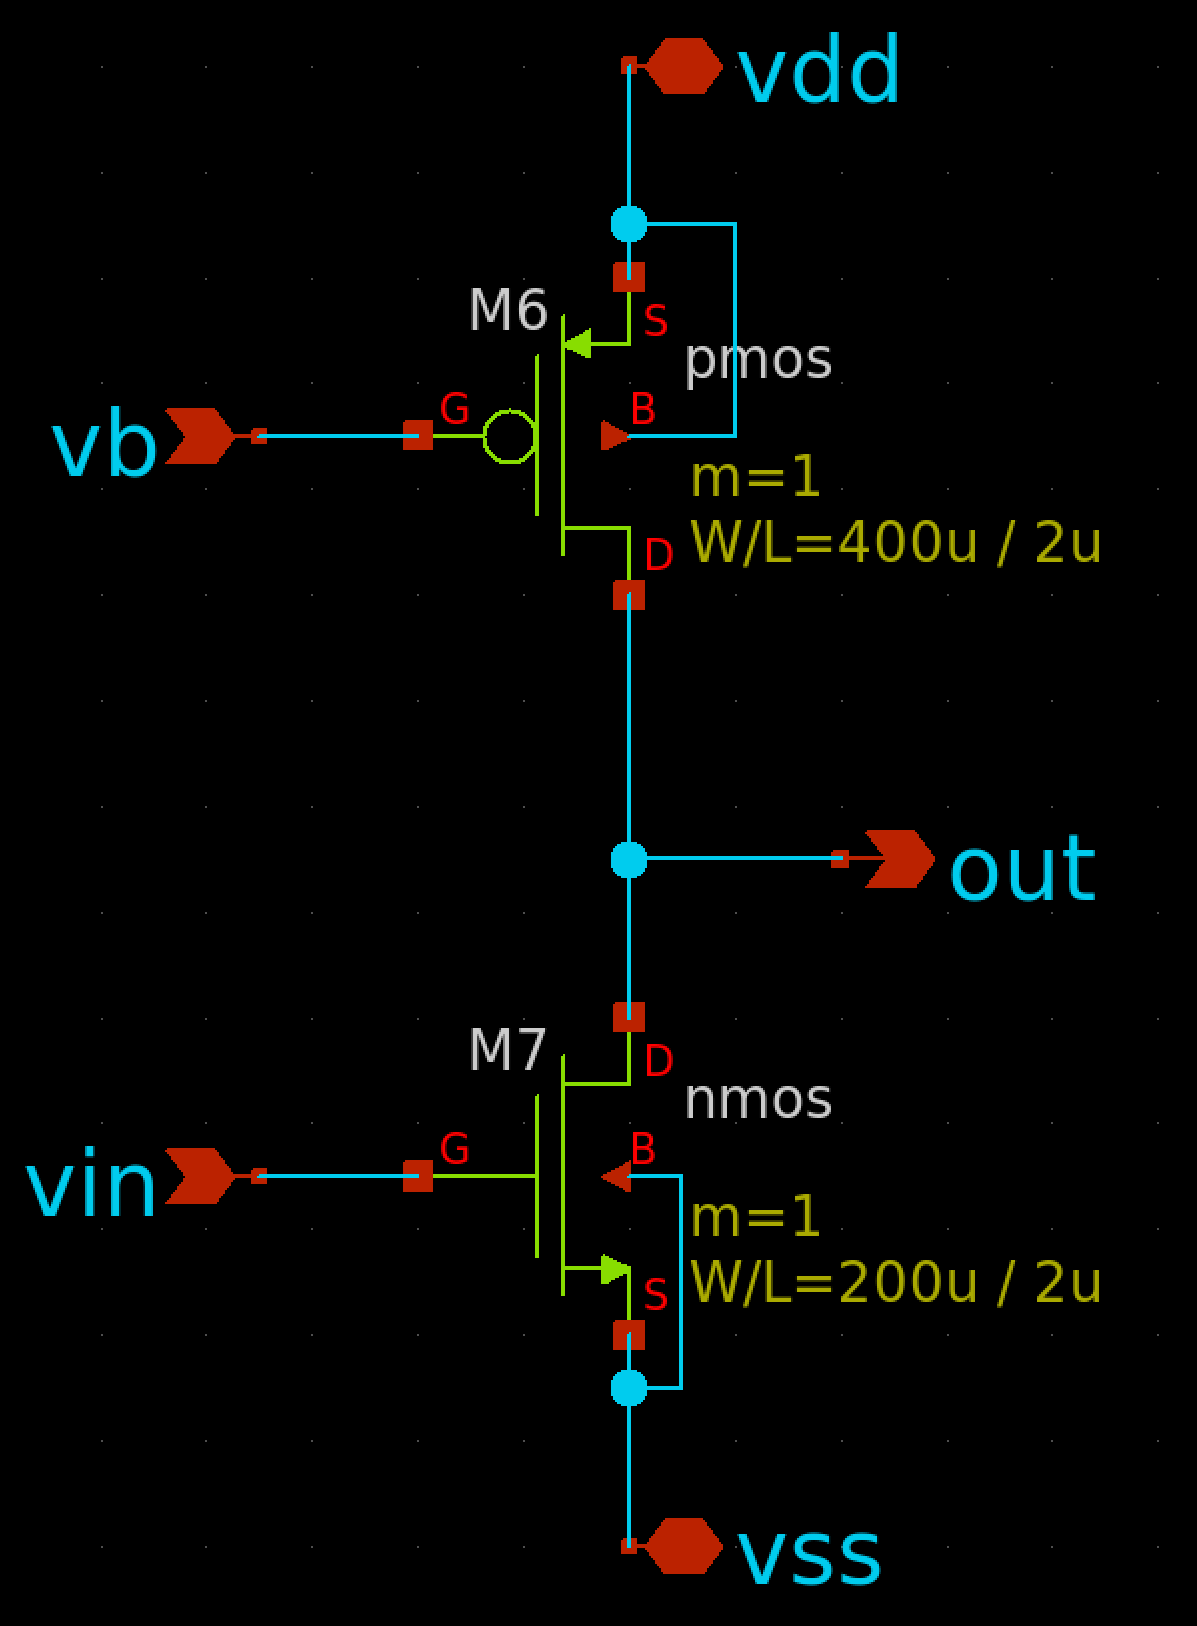 vdd
M6
S
pmos
G
B
vb
m=1
W/L=400u / 2u
D
out
M7
D
nmos
G
B
vin
m=1
W/L=200u / 2u
S
vss